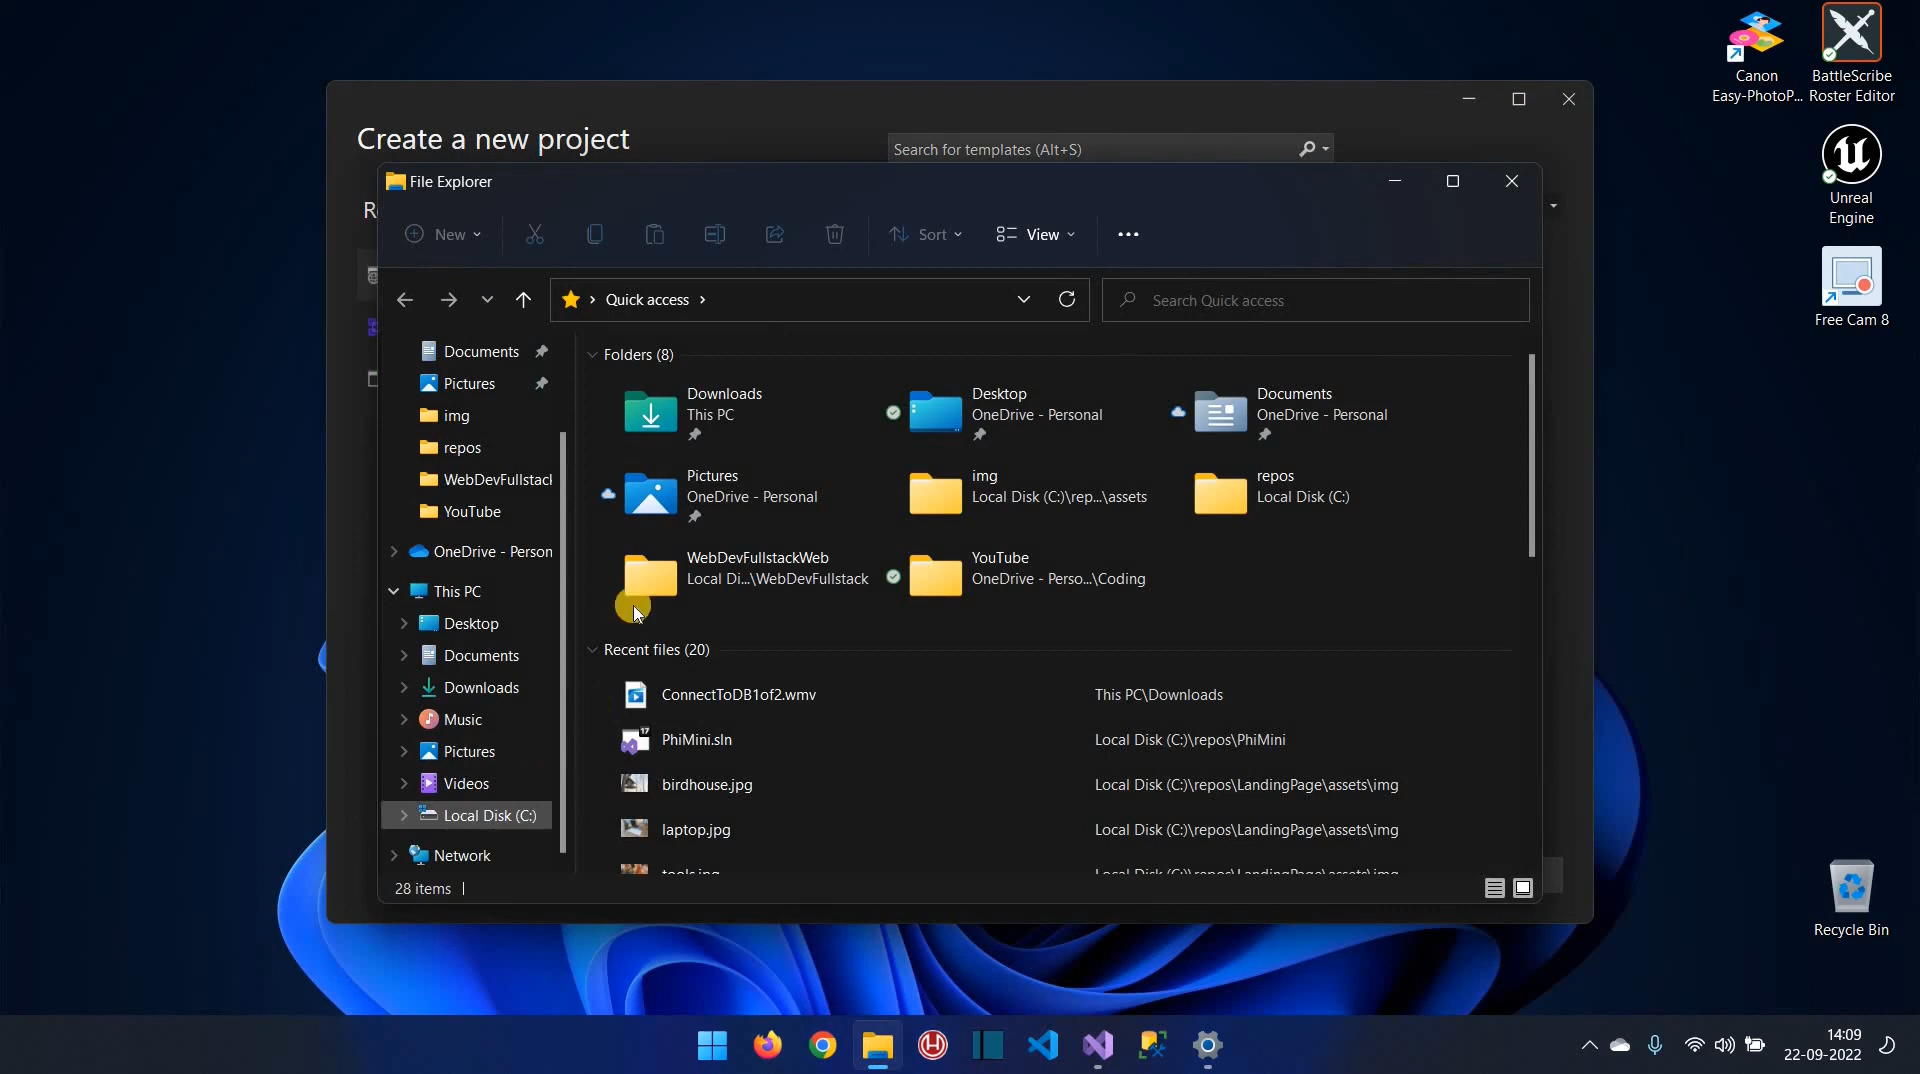 Canon
Easy-PhotoP...
BattleScribe
Roster Editor
Unreal
Engine
Free Cam 8
Recycle Bin
Create a new project
Search for templates (Alt+S)
File Explorer
New
Sort
View
Quick access
Search Quick access
Documents
Pictures
img
repos
WebDevFullstack
YouTube
OneDrive - Person
This PC
Desktop
Documents
Downloads
Music
Pictures
Videos
Local Disk (C:)
Network
Folders (8)
Downloads
This PC
Desktop
OneDrive - Personal
Documents
OneDrive - Personal
Pictures
OneDrive - Personal
img
Local Disk (C:)\rep...\assets
repos
Local Disk (C:)
WebDevFullstackWeb
Local Di...\WebDevFullstack
YouTube
OneDrive - Perso...\Coding
Recent files (20)
ConnectToDB1of2.wmv This PC\Downloads
PhiMini.sln Local Disk (C:)\repos\PhiMini
birdhouse.jpg Local Disk (C:)\repos\LandingPage\assets\img
laptop.jpg Local Disk (C:)\repos\LandingPage\assets\img
28 items
14:09
22-09-2022